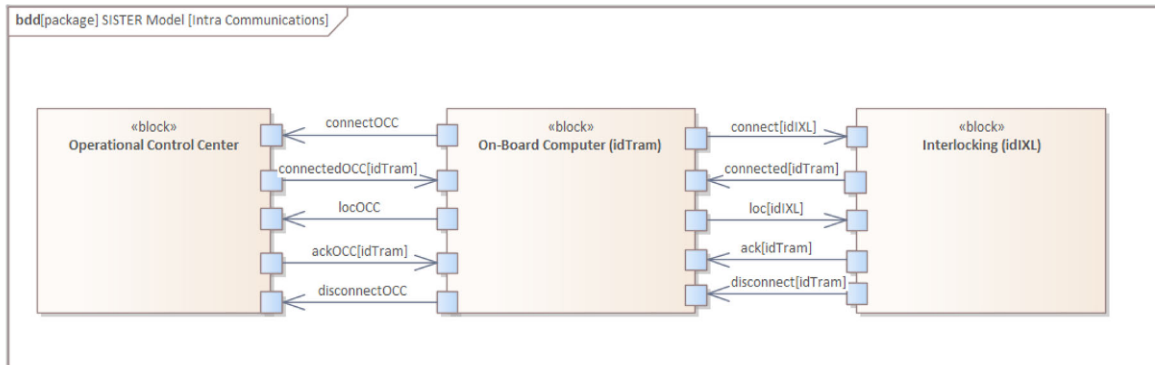 bdd[package] SISTER Model [Intra Communications]
«block»
Operational Control Center
connectOCC
connectedOCC[idTram]
locOCC
ackOCC[idTram]
disconnectOCC
«block»
On-Board Computer (idTram)
connect[idIXL]
connected[idTram]
loc[idIXL]
ack[idTram]
disconnect[idTram]
«block»
Interlocking (idIXL)